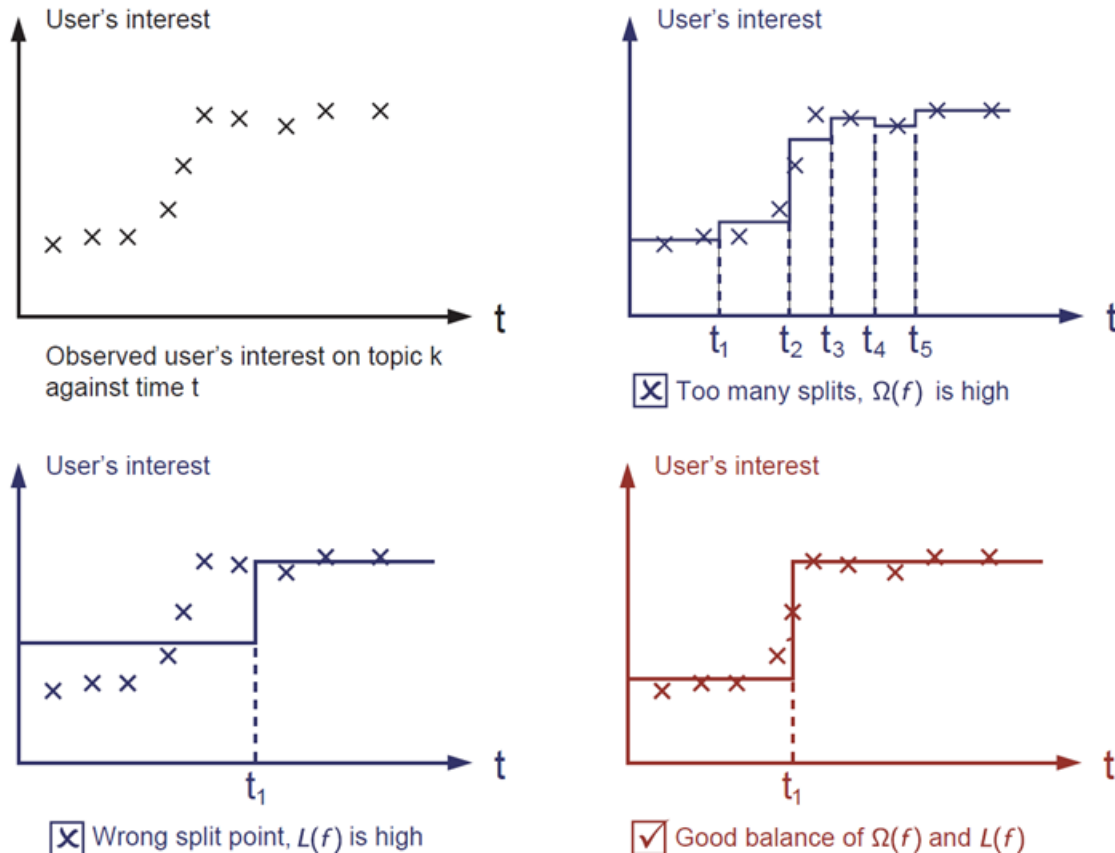 User's interest
t
Observed user's interest on topic k
against time t
User's interest
t
t₁ t₂ t₃ t₄ t₅
Too many splits, Ω(f) is high
User's interest
t
t₁
Wrong split point, L(f) is high
User's interest
t
t₁
Good balance of Ω(f) and L(f)